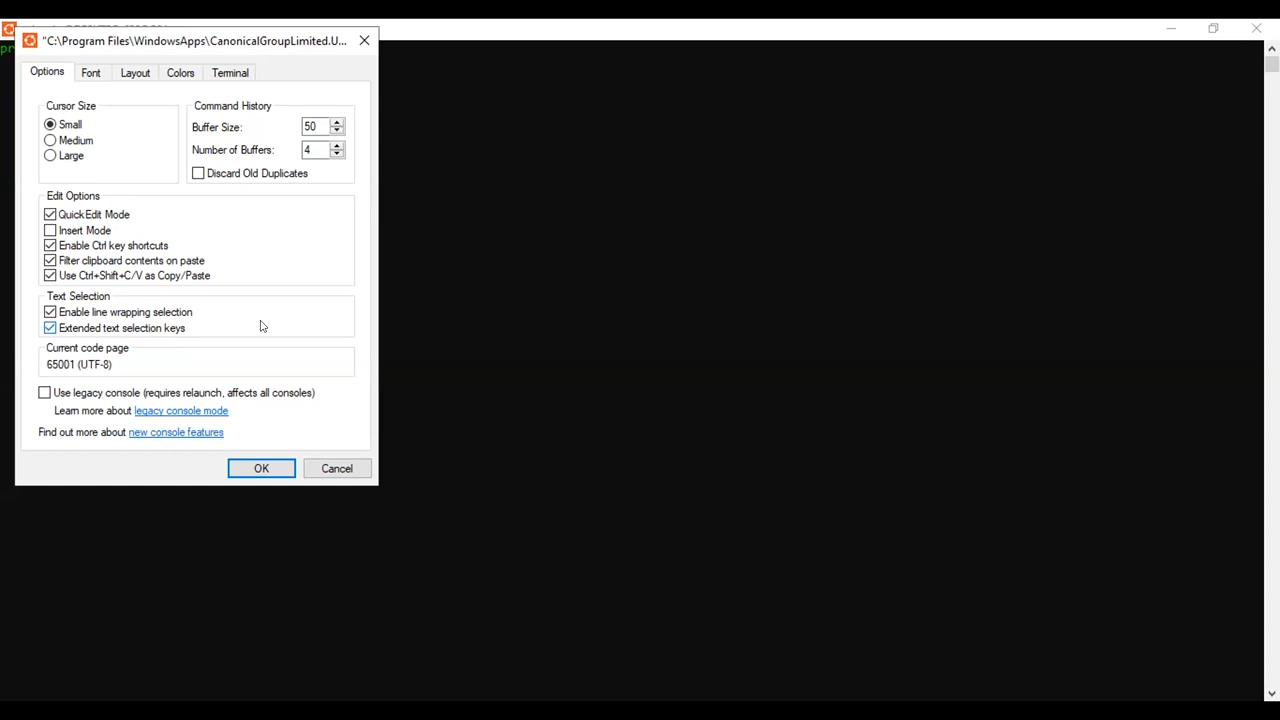 "C:\Program Files\WindowsApps\CanonicalGroupLimited.U...
Options Font Layout Colors Terminal
Cursor Size
Small
Medium
Large
Command History
Buffer Size: 50
Number of Buffers: 4
Discard Old Duplicates
Edit Options
QuickEdit Mode
Insert Mode
Enable Ctrl key shortcuts
Filter clipboard contents on paste
Use Ctrl+Shift+C/V as Copy/Paste
Text Selection
Enable line wrapping selection
Extended text selection keys
Current code page
65001 (UTF-8)
Use legacy console (requires relaunch, affects all consoles)
Learn more about legacy console mode
Find out more about new console features
OK Cancel